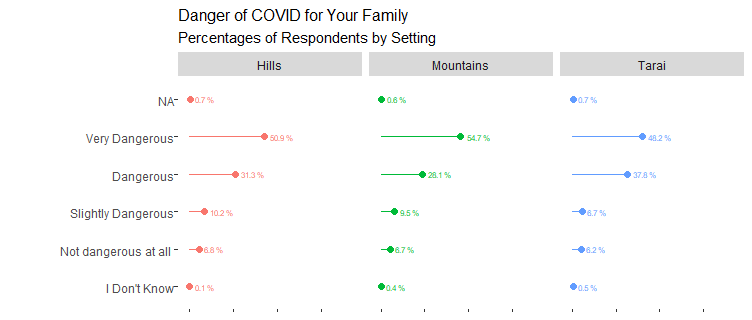 Danger of COVID for Your Family
Percentages of Respondents by Setting
Hills Mountains Tarai
NA 0.7 % 0.6 % 0.7 %
Very Dangerous 50.9 % 54.7 % 48.2 %
Dangerous 31.3 % 28.1 % 37.8 %
Slightly Dangerous 10.2 % 9.5 % 6.7 %
Not dangerous at all 6.8 % 6.7 % 6.2 %
I Don't Know 0.1 % 0.4 % 0.5 %